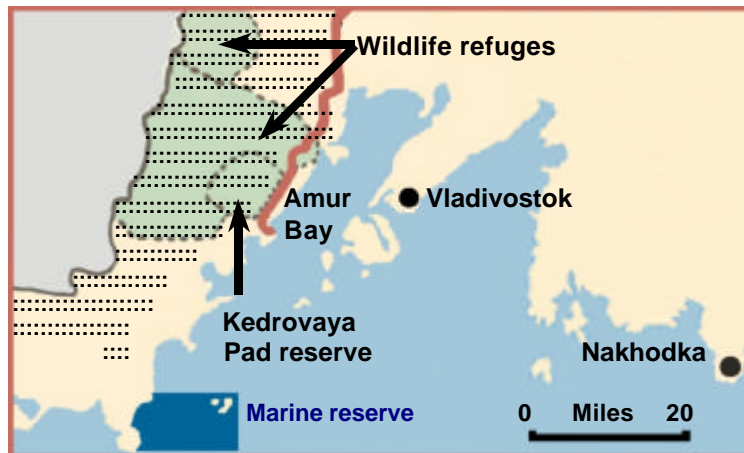 Wildlife refuges
Amur
Bay
Vladivostok
Kedrovaya
Pad reserve
Nakhodka
Marine reserve
0 Miles 20